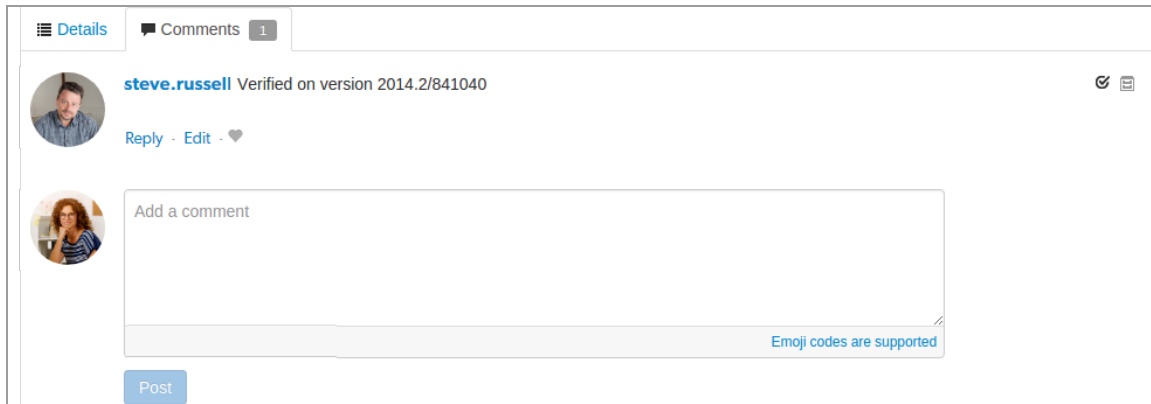 Details Comments 1
steve.russell Verified on version 2014.2/841040
Reply - Edit -
Add a comment
Emoji codes are supported
Post